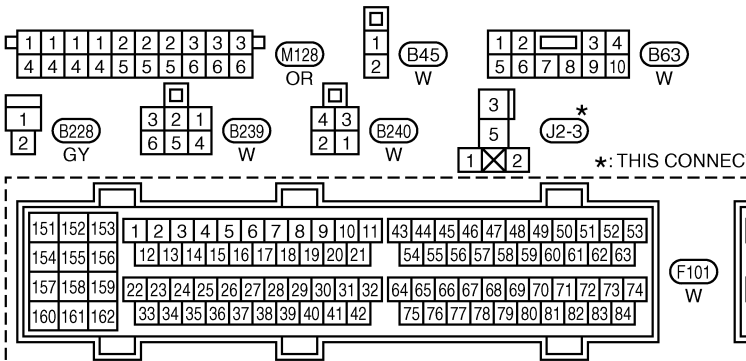 1 1 1 1 2 2 2 3 3 3
4 4 4 4 5 5 5 6 6 6
M128
OR
1
2
B45
W
1 2 3 4
5 6 7 8 9 10
B63
W
1
2
B228
GY
3 2 1
6 5 4
B239
W
4 3
2 1
B240
W
3
5
1 2
J2-3
*
*: THIS CONNECT
151 152 153
154 155 156
157 158 159
160 161 162
1 2 3 4 5 6 7 8 9 10 11
12 13 14 15 16 17 18 19 20 21
22 23 24 25 26 27 28 29 30 31 32
33 34 35 36 37 38 39 40 41 42
43 44 45 46 47 48 49 50 51 52 53
54 55 56 57 58 59 60 61 62 63
64 65 66 67 68 69 70 71 72 73 74
75 76 77 78 79 80 81 82 83 84
F101
W